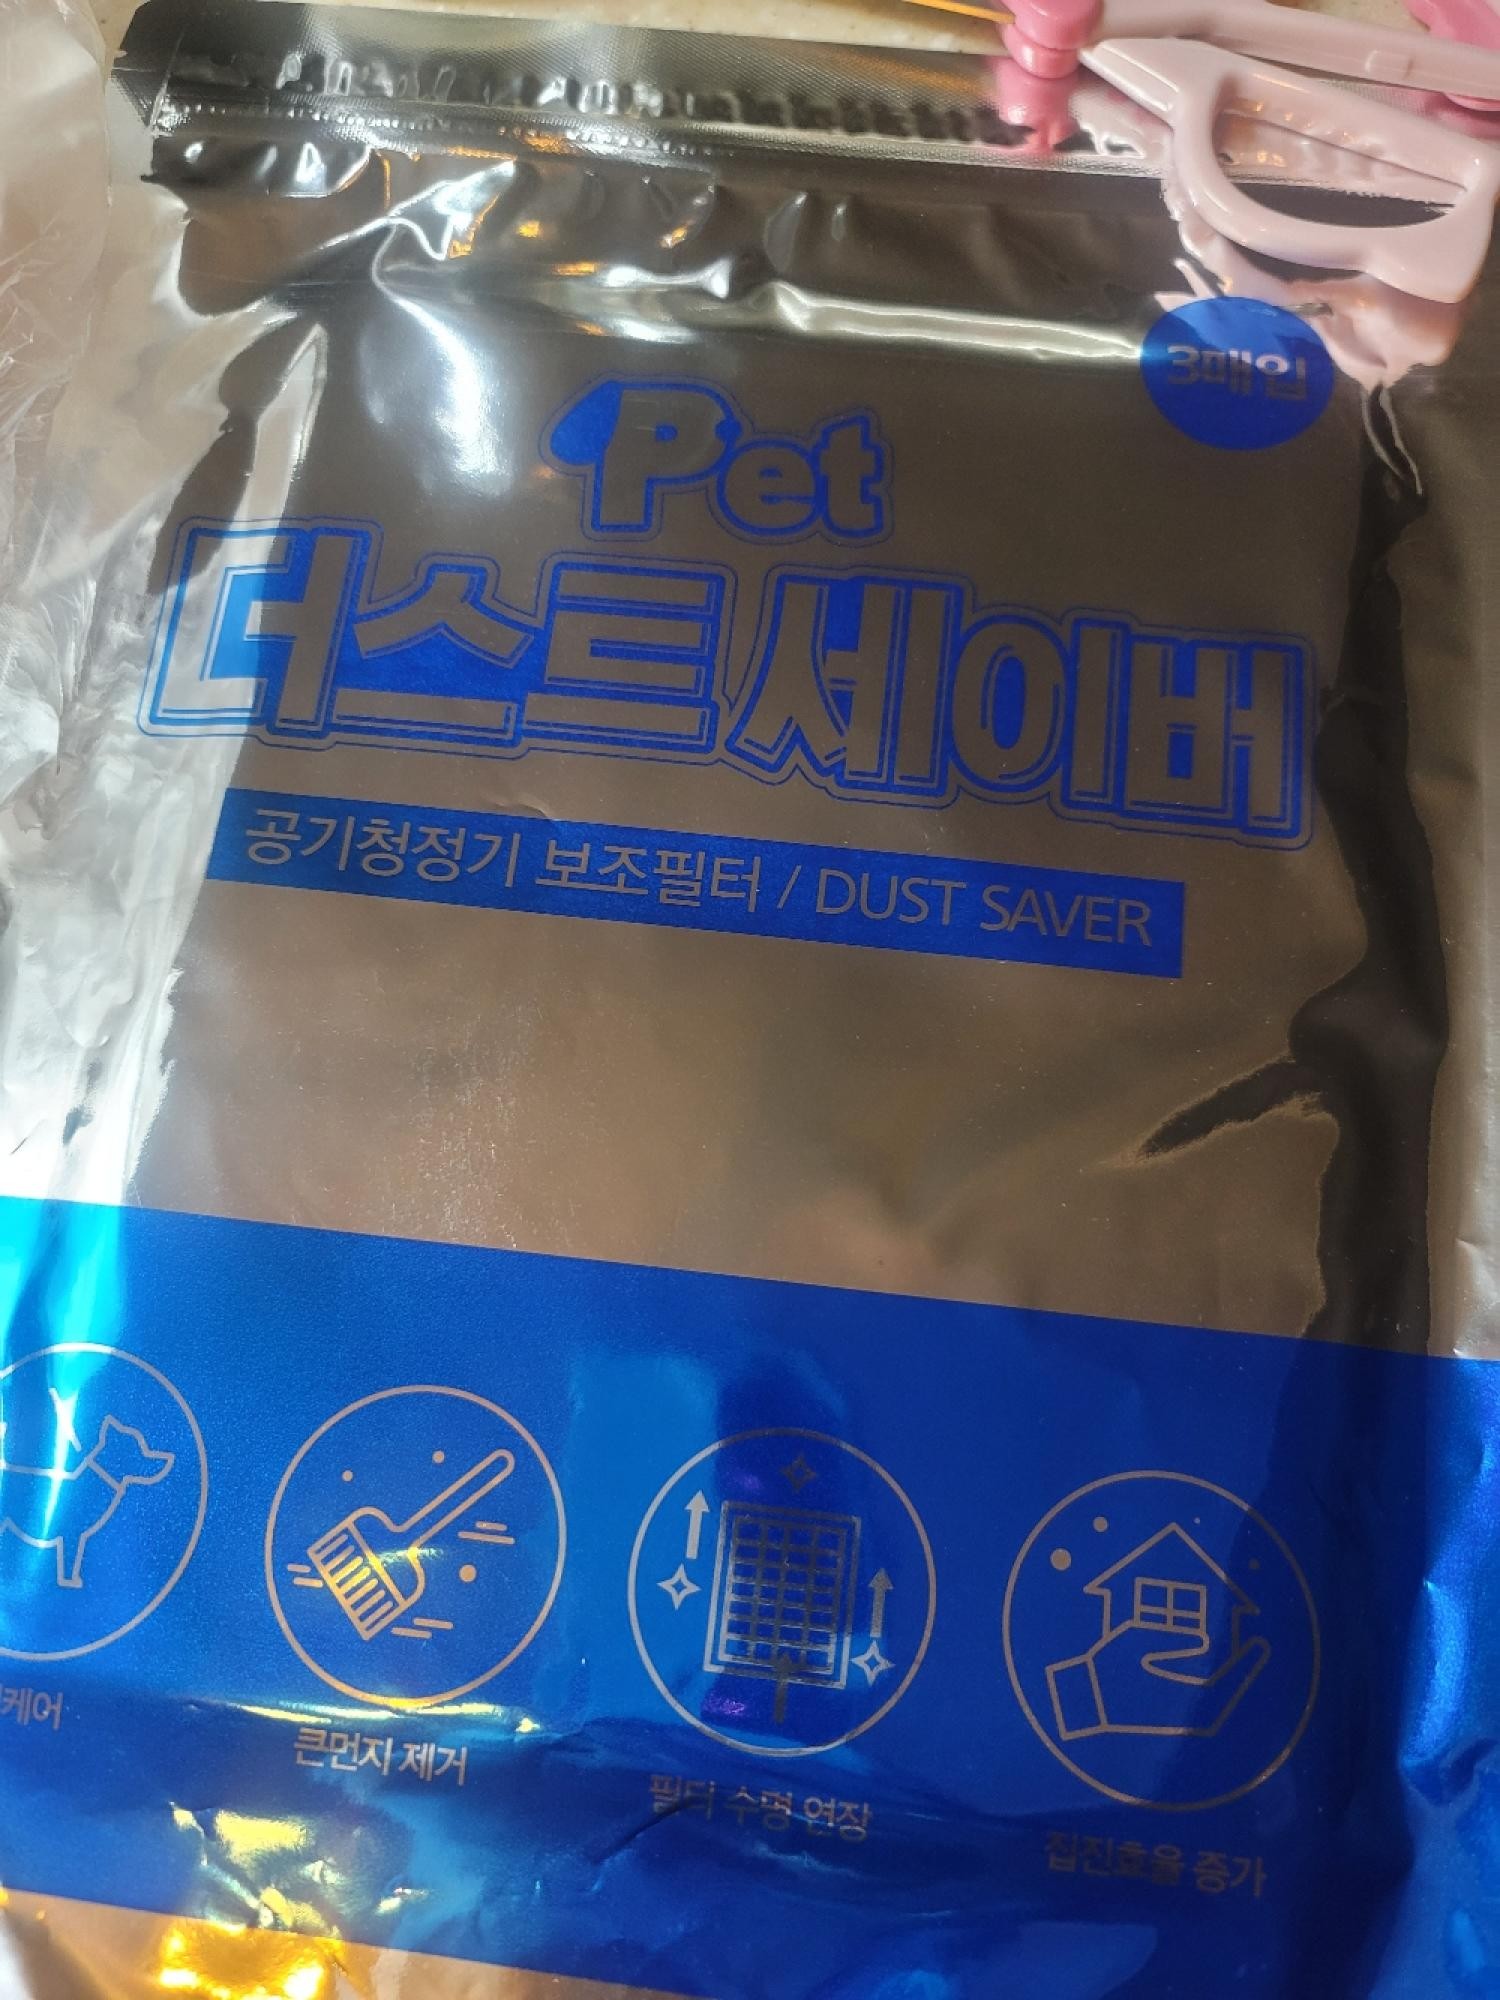 3매입
Pet
더스트세이버
공기청정기 보조필터 / DUST SAVER
케어
큰먼지 제거
필터 수명 연장
집진효율 증가